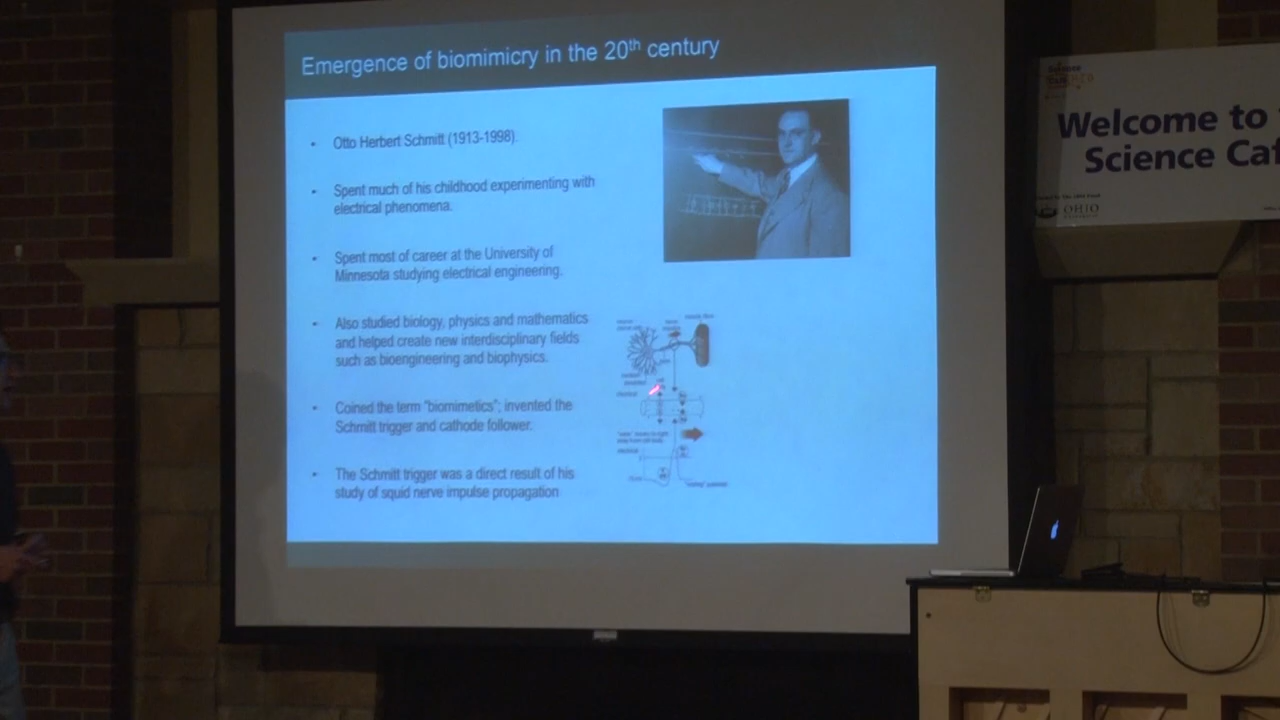 Emergence of biomimicry in the 20th century
• Otto Herbert Schmitt (1913-1998).
• Spent much of his childhood experimenting with
electrical phenomena.
• Spent most of career at the University of
Minnesota studying electrical engineering.
• Also studied biology, physics and mathematics
and helped create new interdisciplinary fields
such as bioengineering and biophysics.
• Coined the term "biomimetics"; invented the
Schmitt trigger and cathode follower.
• The Schmitt trigger was a direct result of his
study of squid nerve impulse propagation
Welcome to
Science Caf
OHIO